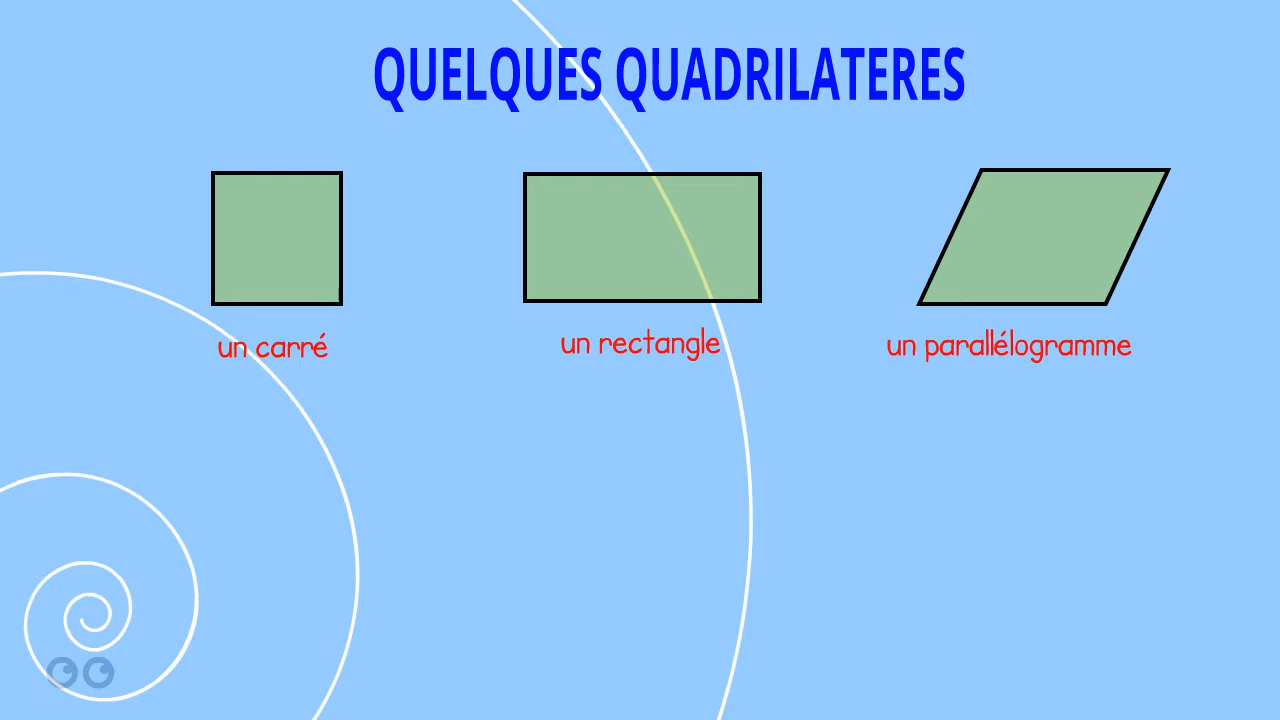 QUELQUES QUADRILATERES
un carré
un rectangle
un parallélogramme